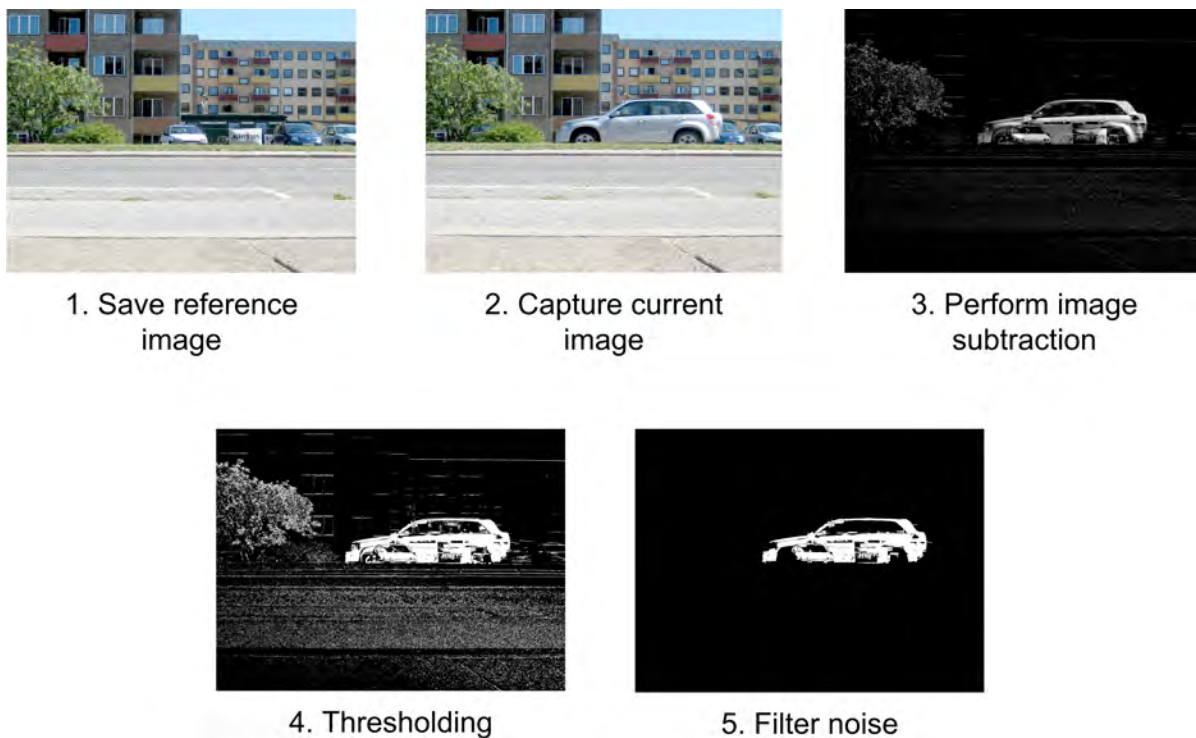 1. Save reference
image
2. Capture current
image
3. Perform image
subtraction
4. Thresholding
5. Filter noise